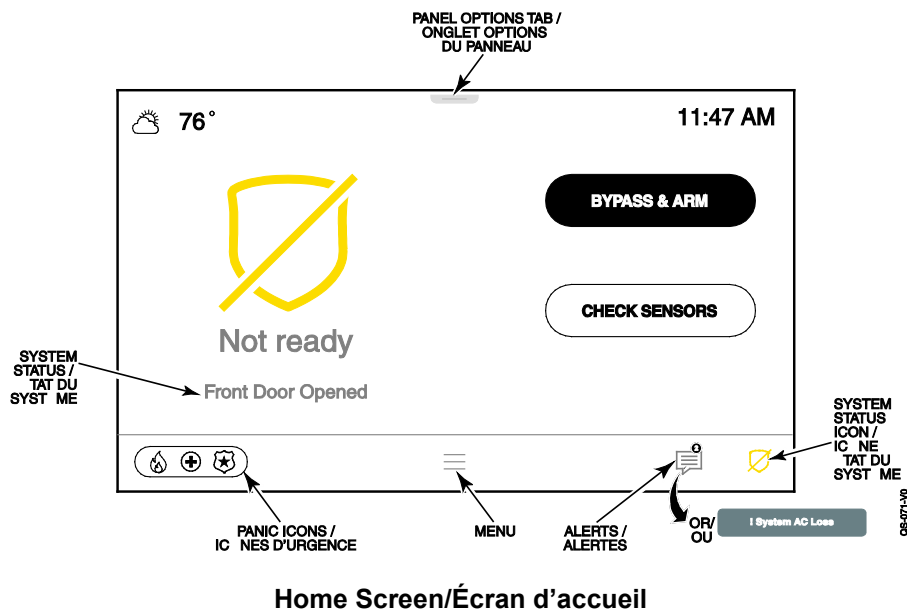 PANEL OPTIONS TAB /
ONGLET OPTIONS
DU PANNEAU
76°
11:47 AM
BYPASS & ARM
CHECK SENSORS
Not ready
Front Door Opened
SYSTEM
STATUS /
TAT DU
SYST ME
SYSTEM
STATUS
ICON /
IC NE
TAT DU
SYST ME
PANIC ICONS /
IC NES D'URGENCE
MENU
ALERTS /
ALERTES
OR/
OU
! System AC Loss
QS-071-V0
Home Screen/Écran d'accueil